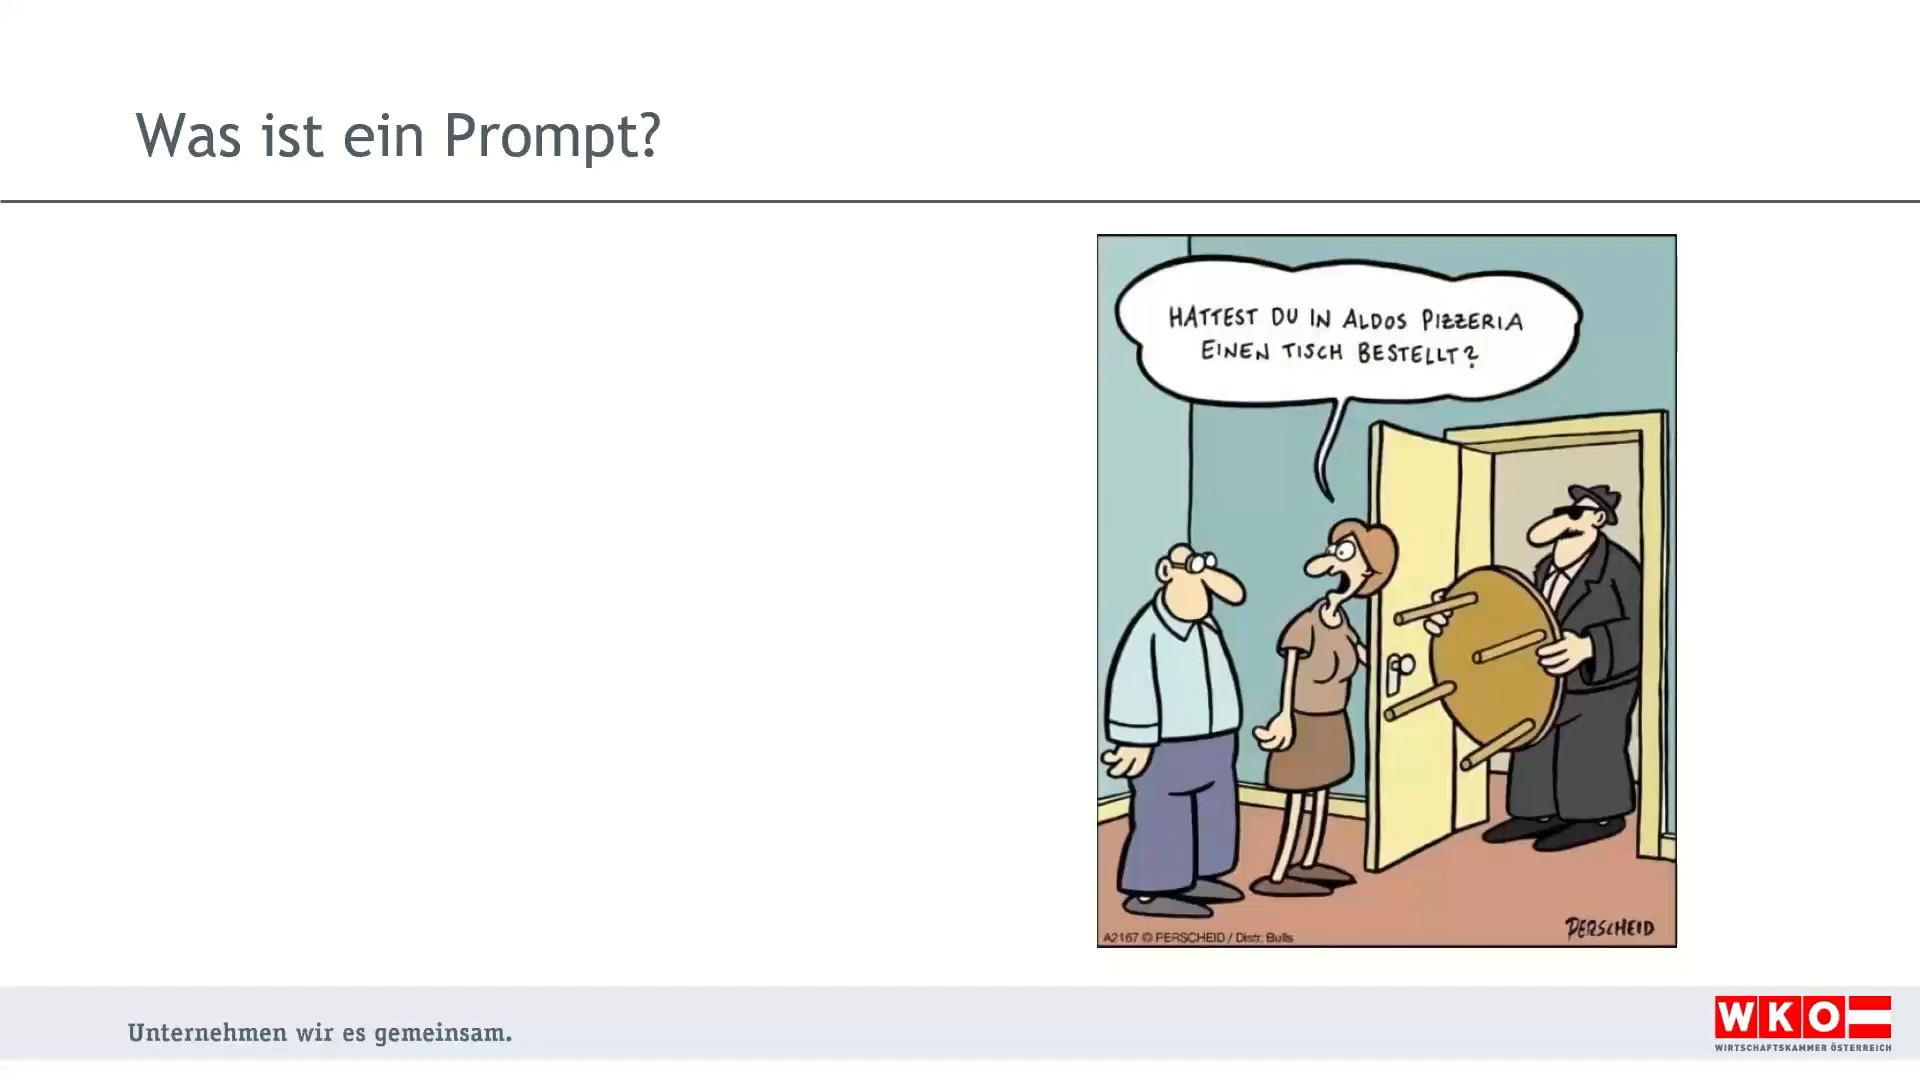 Was ist ein Prompt?
HATTEST DU IN ALDOS PIZZERIA
EINEN TISCH BESTELLT?
A2167 © PERSCHEID / Distr. Bulls
PERSCHEID
Unternehmen wir es gemeinsam.
WKO
WIRTSCHAFTSKAMMER ÖSTERREICH